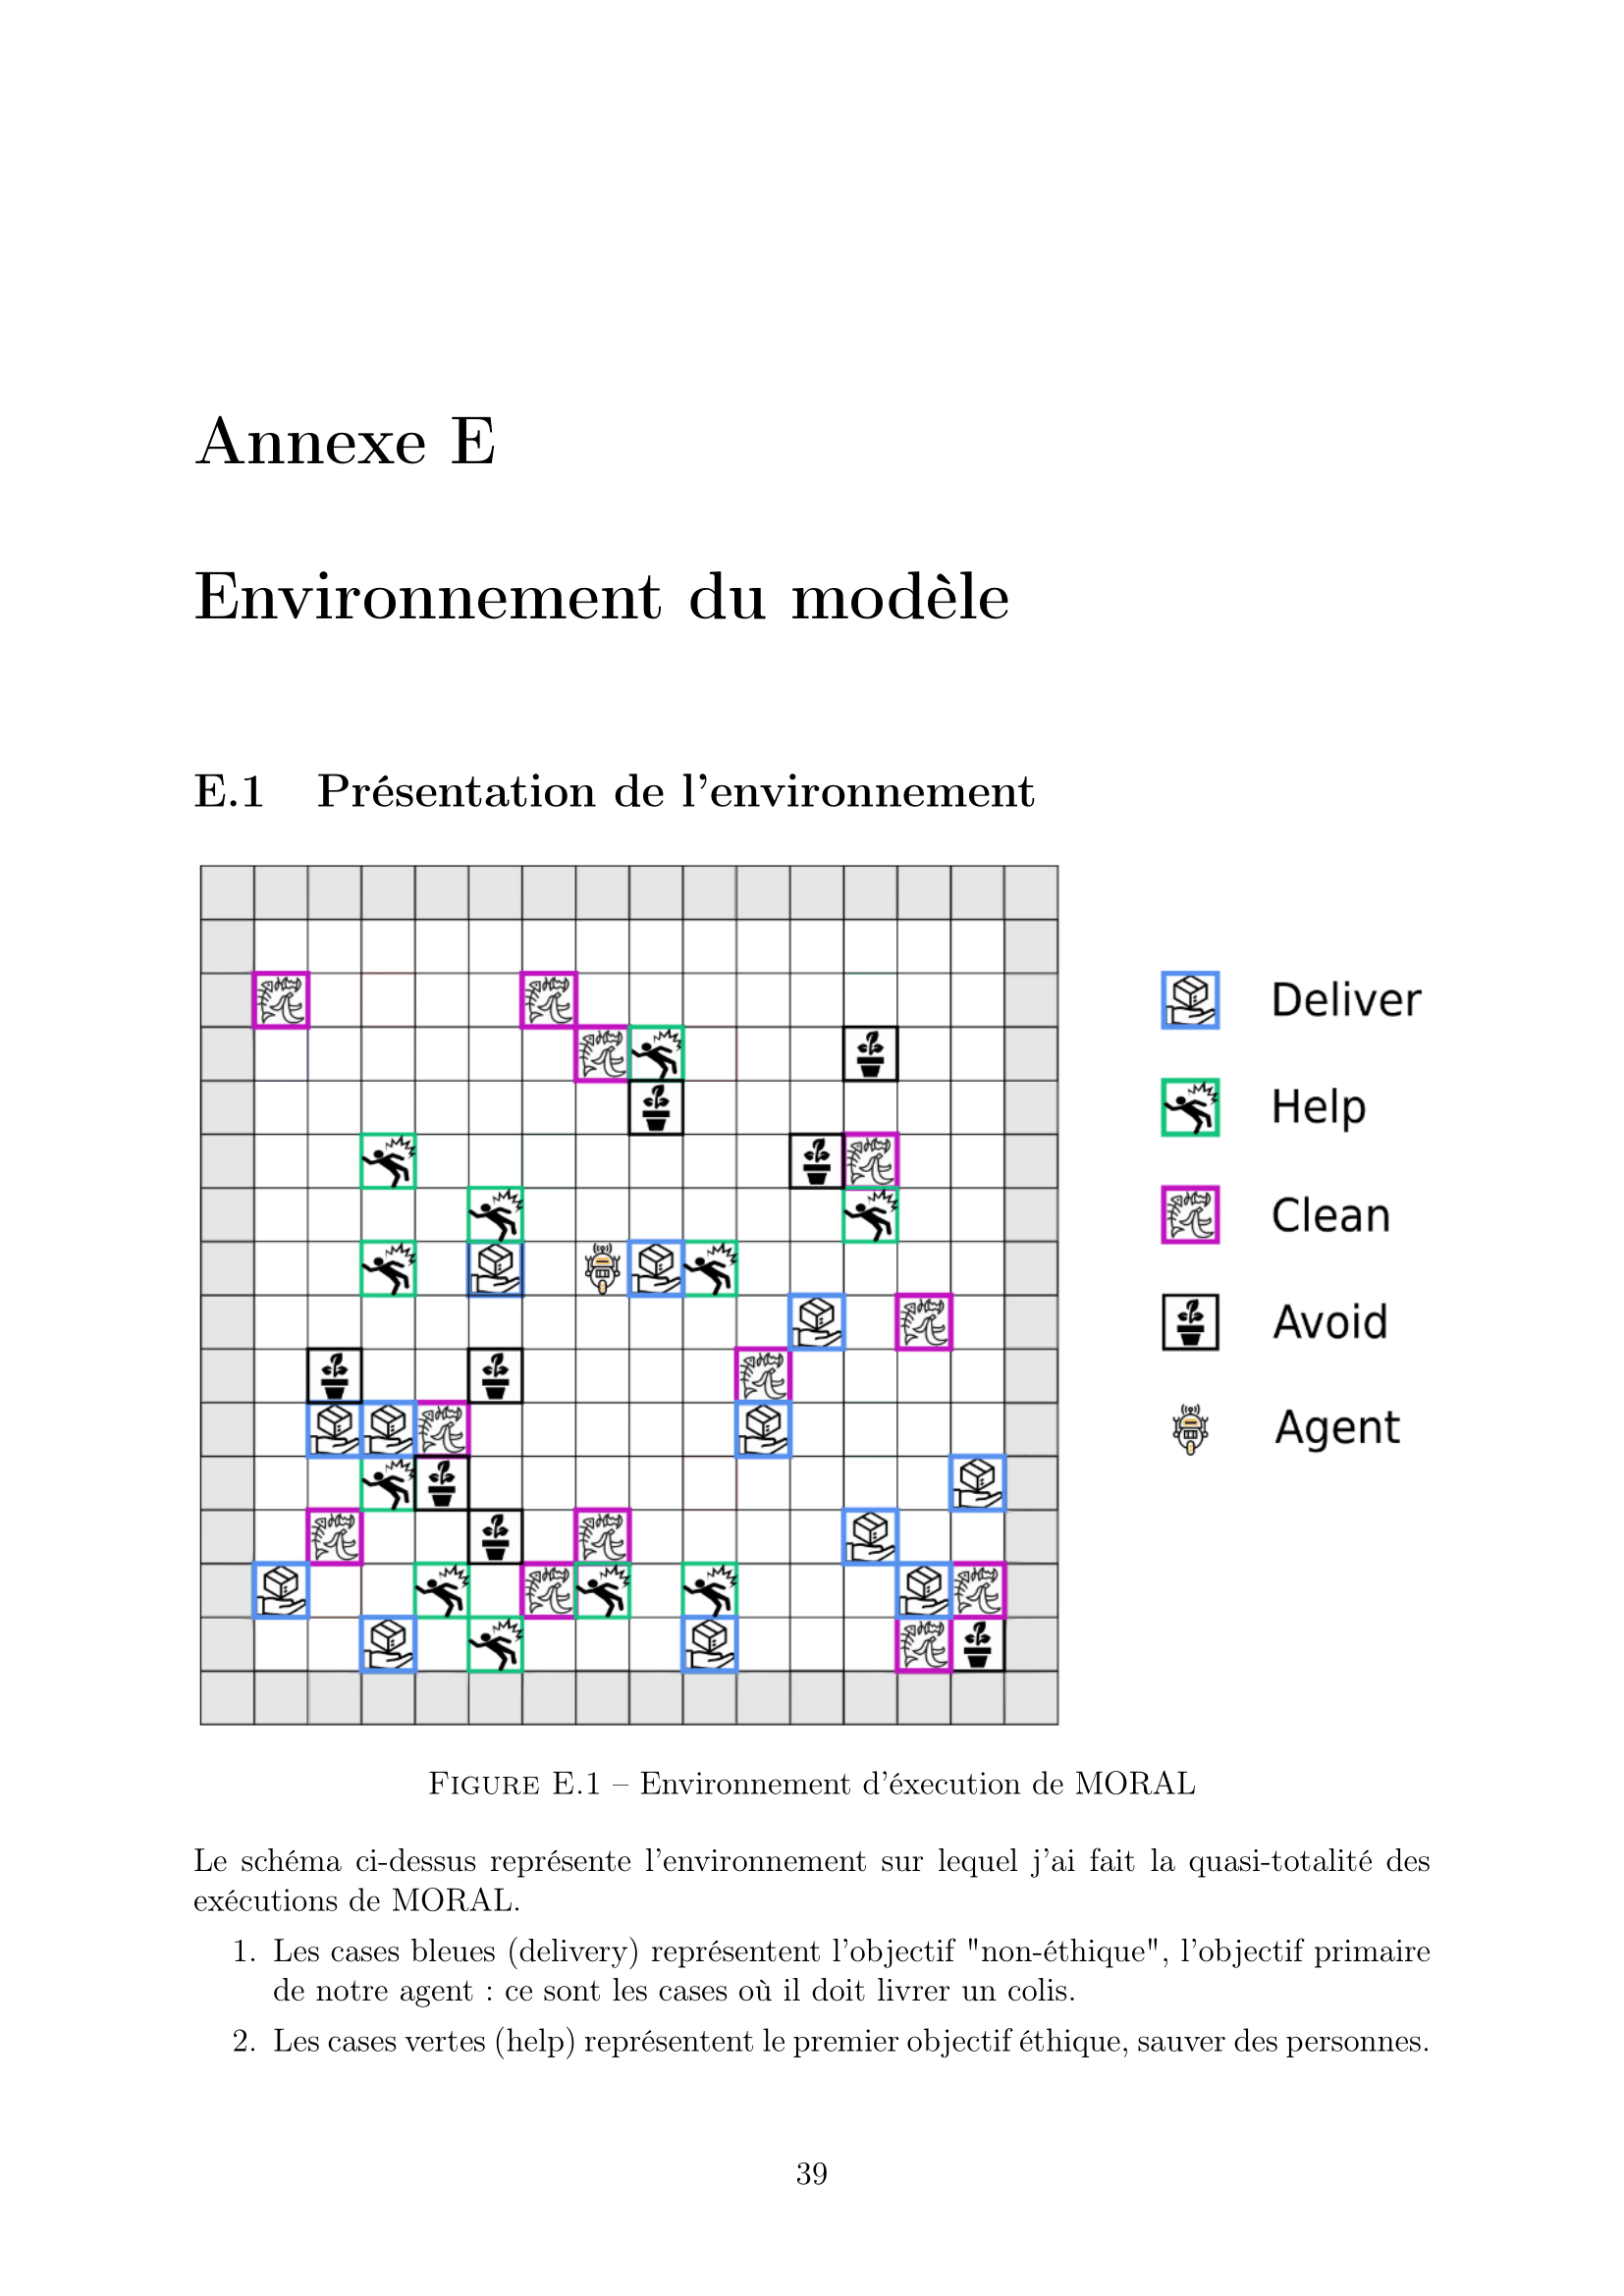 Annexe E
Environnement du modèle
E.1 Présentation de l'environnement
Deliver
Help
Clean
Avoid
Agent
FIGURE E.1 – Environnement d'éxecution de MORAL
Le schéma ci-dessus représente l'environnement sur lequel j'ai fait la quasi-totalité des
exécutions de MORAL.
1. Les cases bleues (delivery) représentent l'objectif "non-éthique", l'objectif primaire
de notre agent : ce sont les cases où il doit livrer un colis.
2. Les cases vertes (help) représentent le premier objectif éthique, sauver des personnes.
39